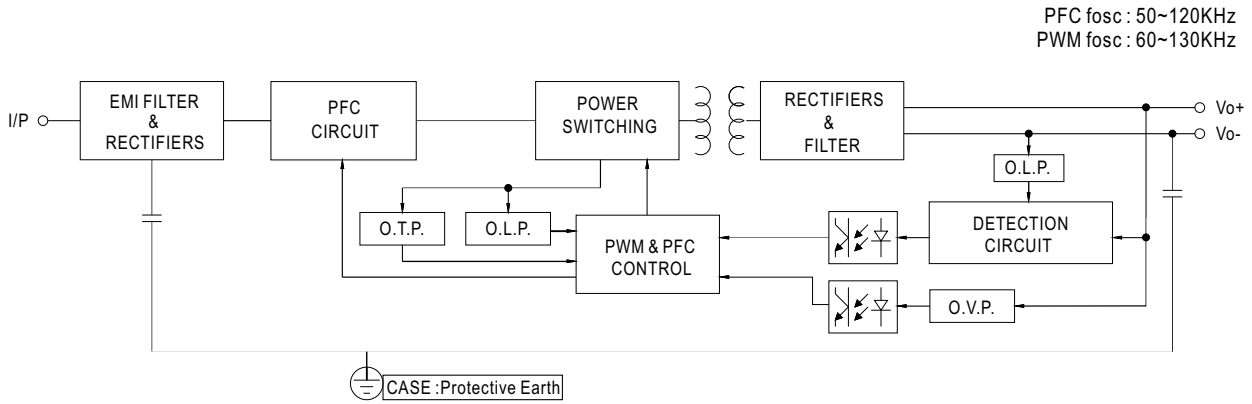 PFC fosc : 50~120KHz
PWM fosc : 60~130KHz
I/P
EMI FILTER
&
RECTIFIERS
PFC
CIRCUIT
POWER
SWITCHING
RECTIFIERS
&
FILTER
Vo+
Vo-
O.L.P.
O.T.P.
O.L.P.
PWM & PFC
CONTROL
DETECTION
CIRCUIT
O.V.P.
CASE :Protective Earth